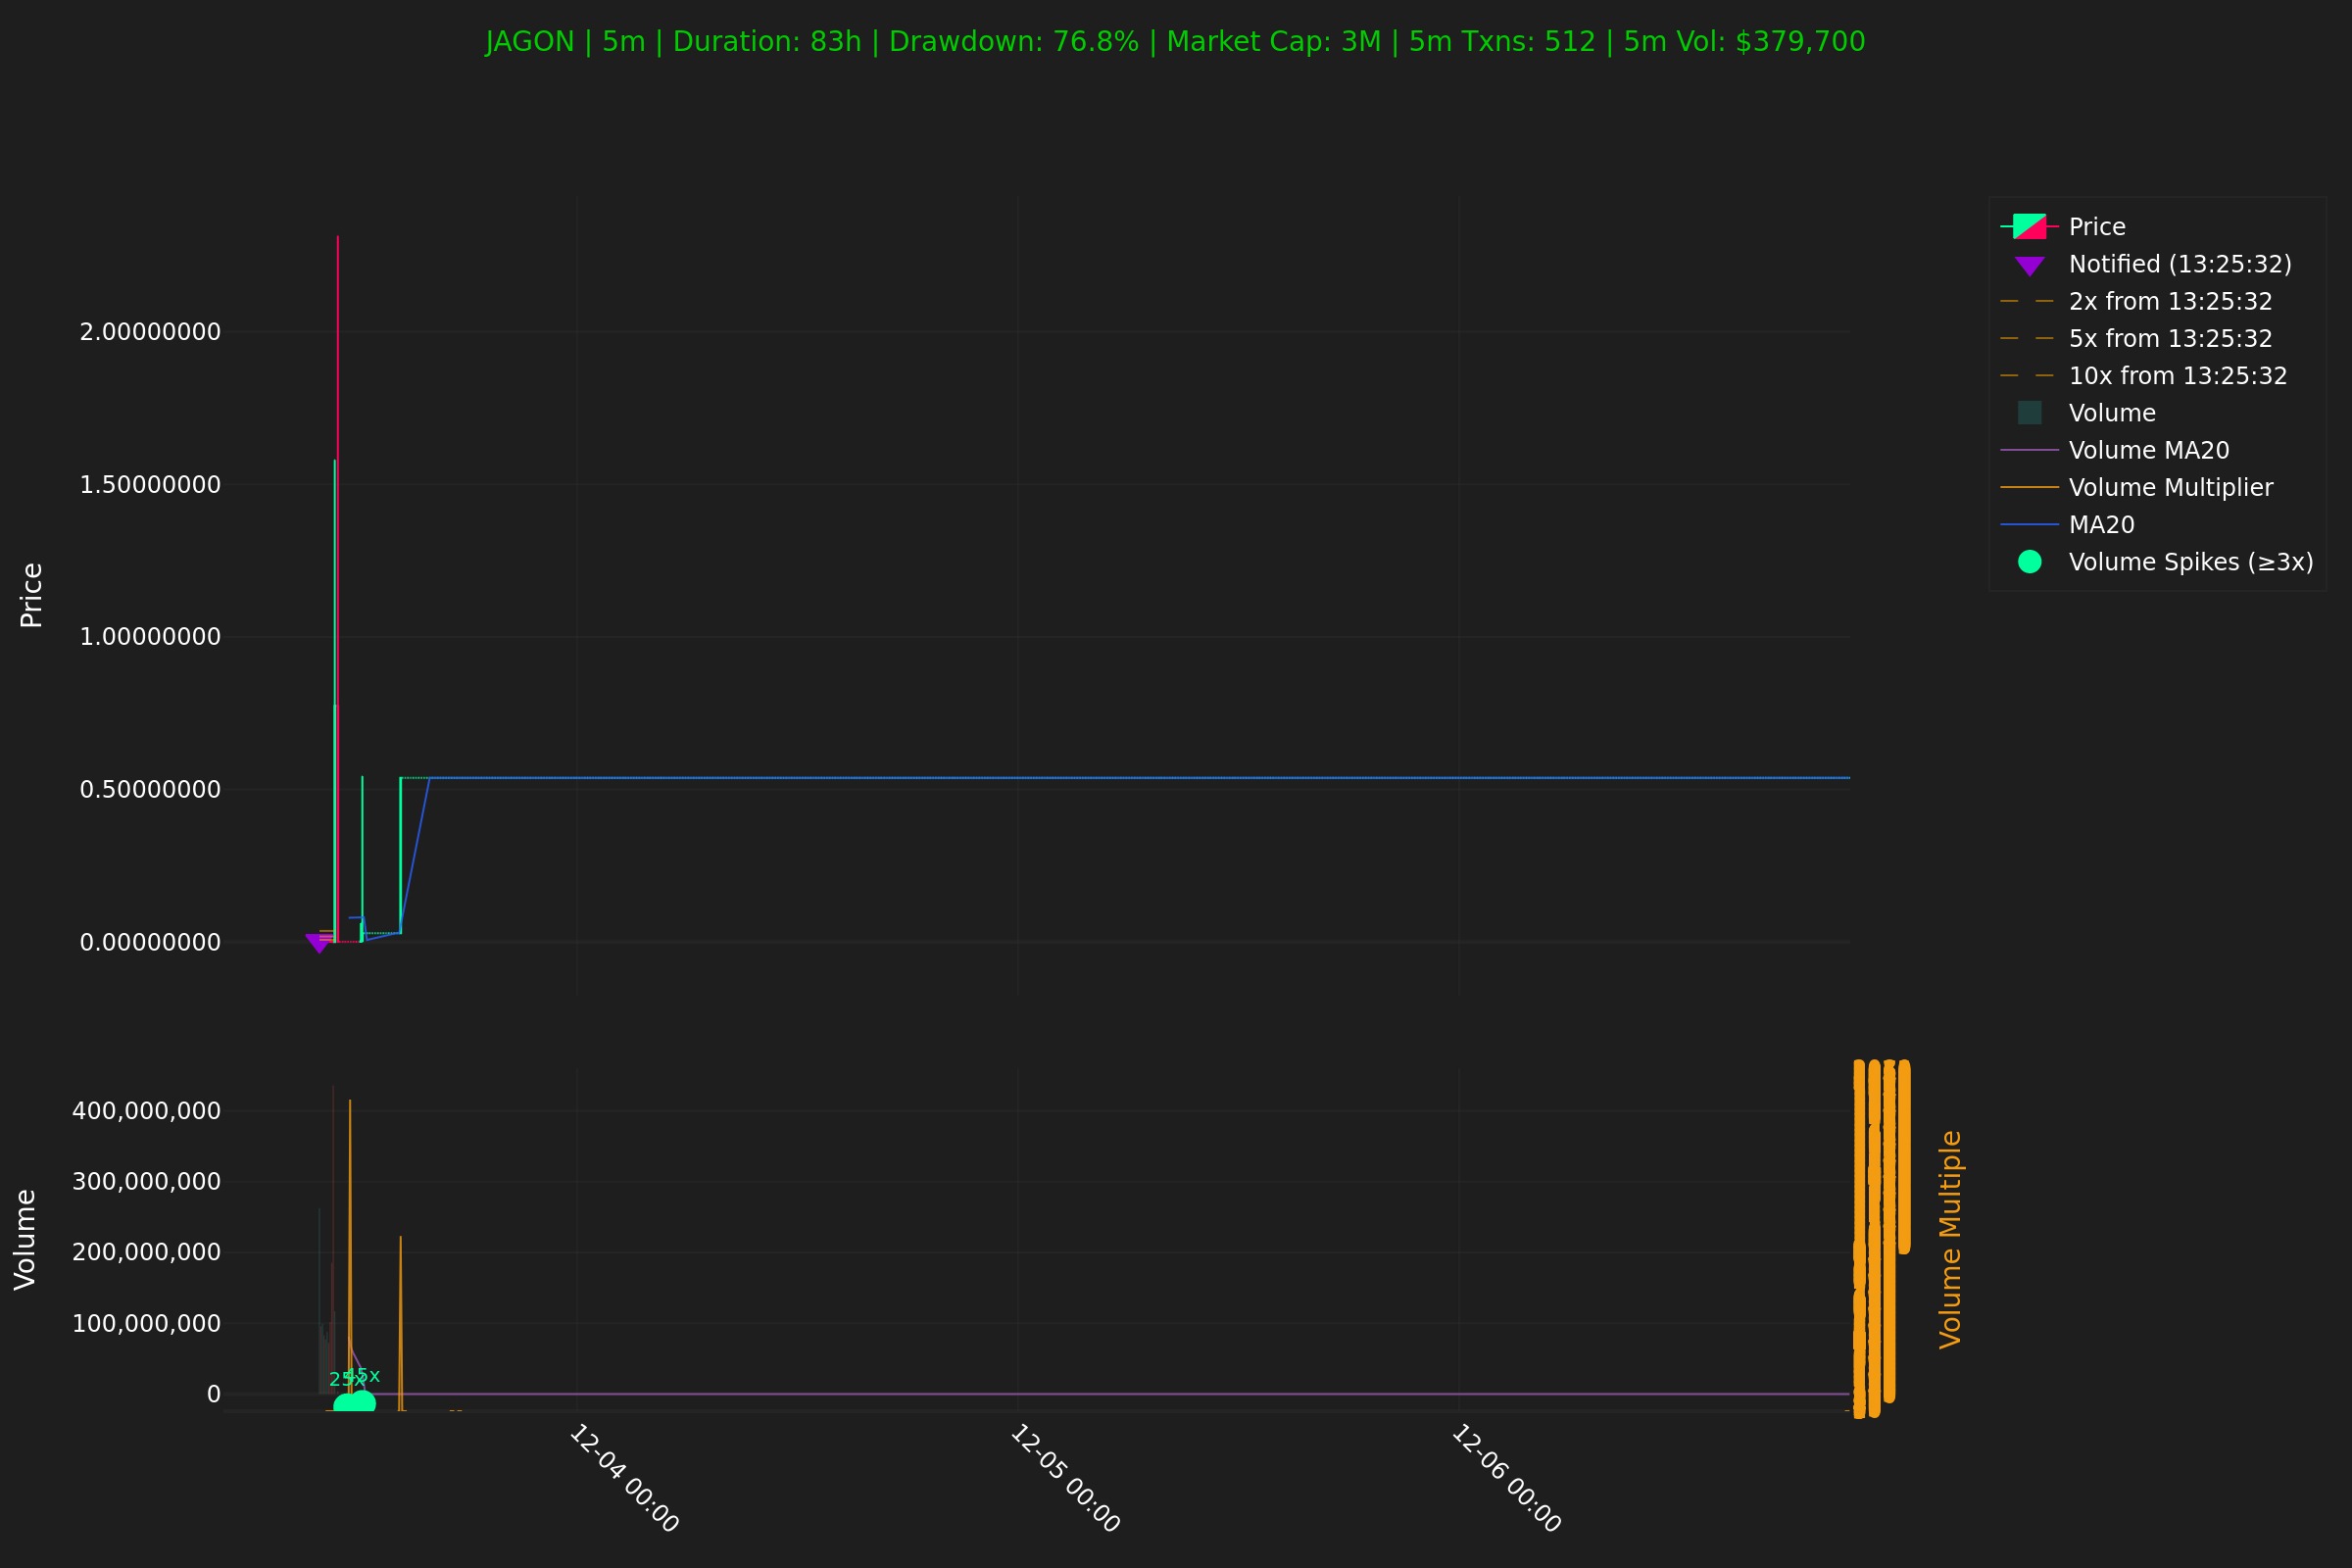 JAGON | 5m | Duration: 83h | Drawdown: 76.8% | Market Cap: 3M | 5m Txns: 512 | 5m Vol: $379,700
Price
2.00000000
1.50000000
1.00000000
0.50000000
0.00000000
Price
Notified (13:25:32)
2x from 13:25:32
5x from 13:25:32
10x from 13:25:32
Volume
Volume MA20
Volume Multiplier
MA20
Volume Spikes (≥3x)
Volume
400,000,000
300,000,000
200,000,000
100,000,000
0
45x
Volume Multiple
12-04 00:00
12-05 00:00
12-06 00:00